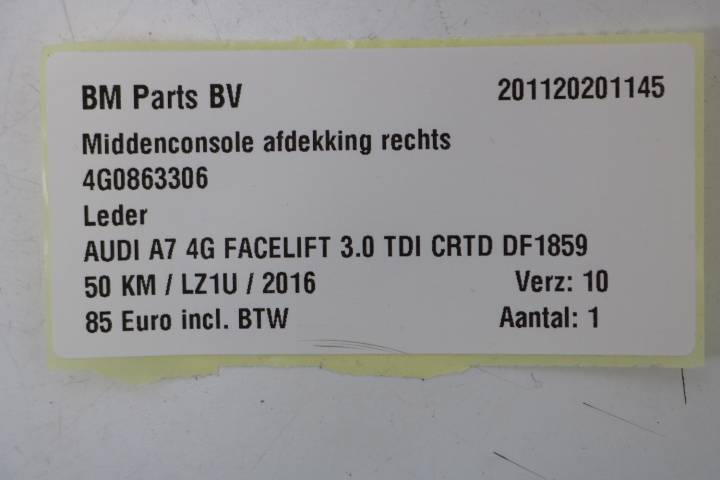 BM Parts BV 201120201145
Middenconsole afdekking rechts
4G0863306
Leder
AUDI A7 4G FACELIFT 3.0 TDI CRTD DF1859
50 KM / LZ1U / 2016 Verz: 10
85 Euro incl. BTW Aantal: 1